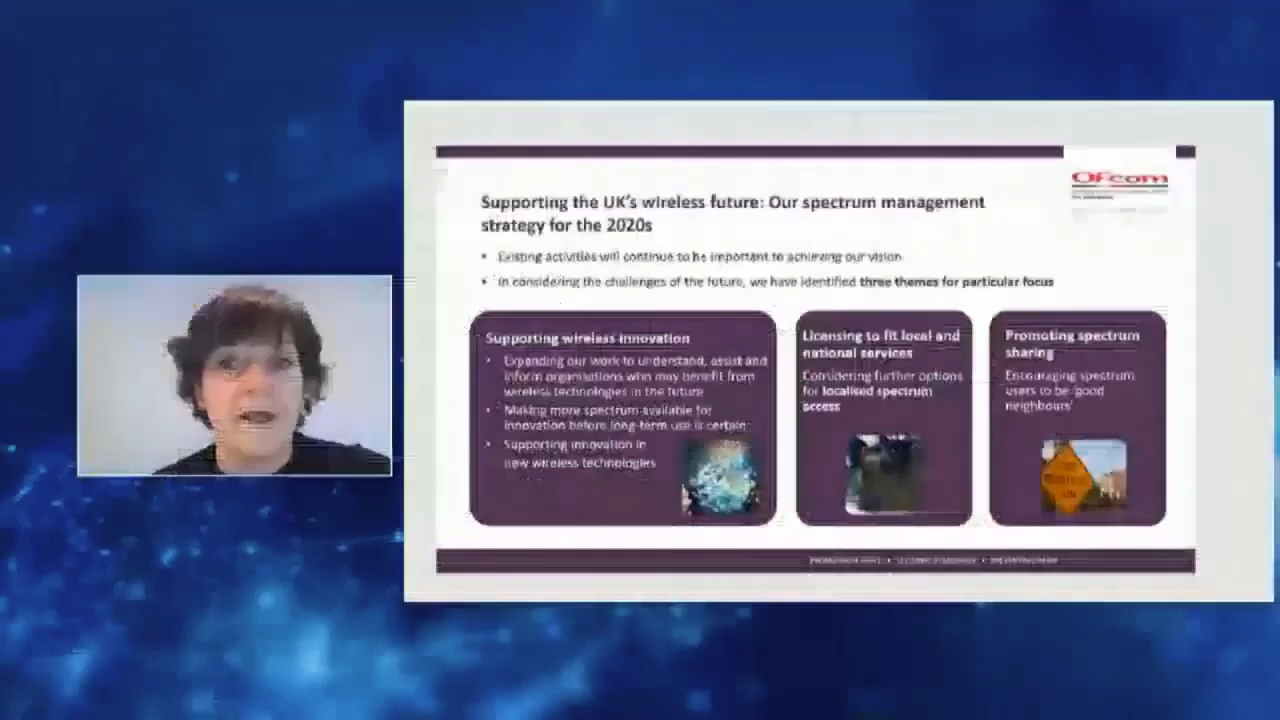 Ofcom
Supporting the UK's wireless future: Our spectrum management
strategy for the 2020s
• Existing activities will continue to be important to achieving our vision
• In considering the challenges of the future, we have identified three themes for particular focus
Supporting wireless innovation
• Expanding our work to understand, assist and
inform organisations who may benefit from
wireless technologies in the future
• Making more spectrum available for
innovation before long-term use is certain
• Supporting innovation in
new wireless technologies
Licensing to fit local and
national services
Considering further options
for localised spectrum
access
Promoting spectrum
sharing
Encouraging spectrum
users to be 'good
neighbours'